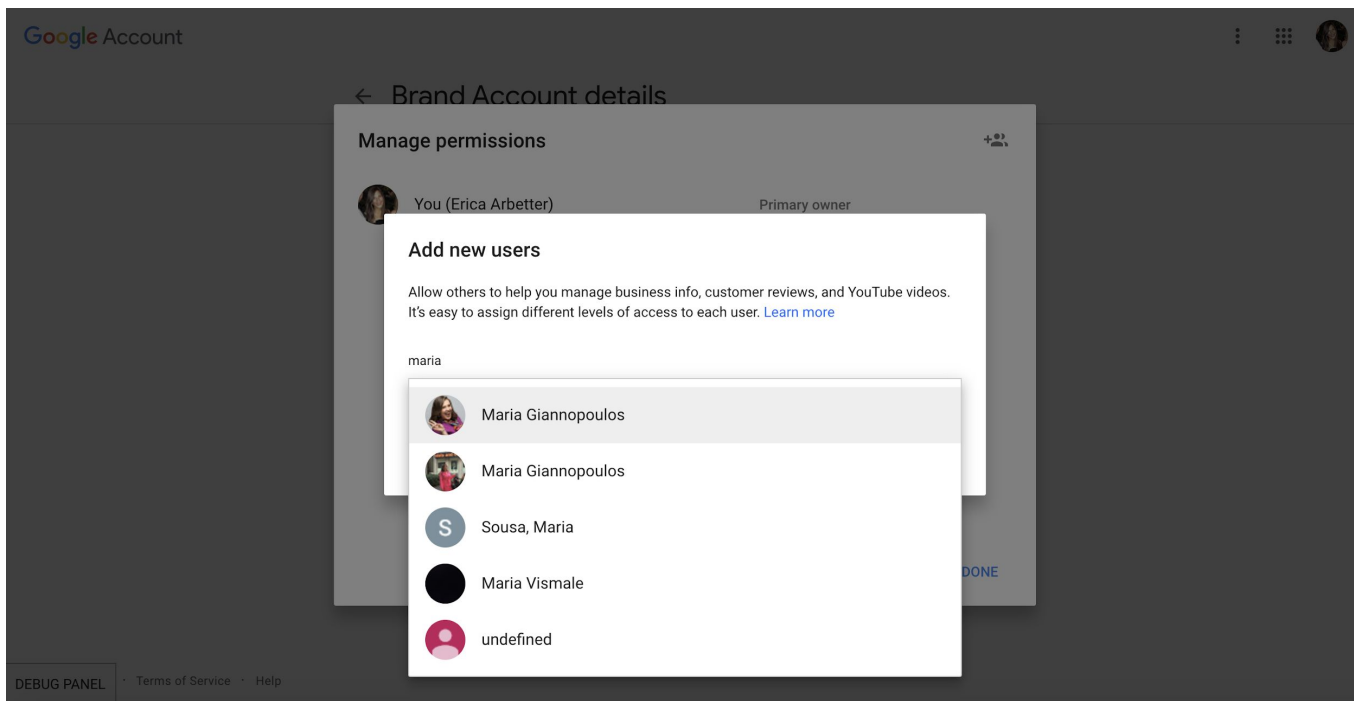 Google Account
← Brand Account details
Manage permissions
You (Erica Arbetter)
Primary owner
Add new users
Allow others to help you manage business info, customer reviews, and YouTube videos.
It's easy to assign different levels of access to each user. Learn more
maria
Maria Giannopoulos
Maria Giannopoulos
S
Sousa, Maria
Maria Vismale
undefined
DONE
DEBUG PANEL
· Terms of Service · Help